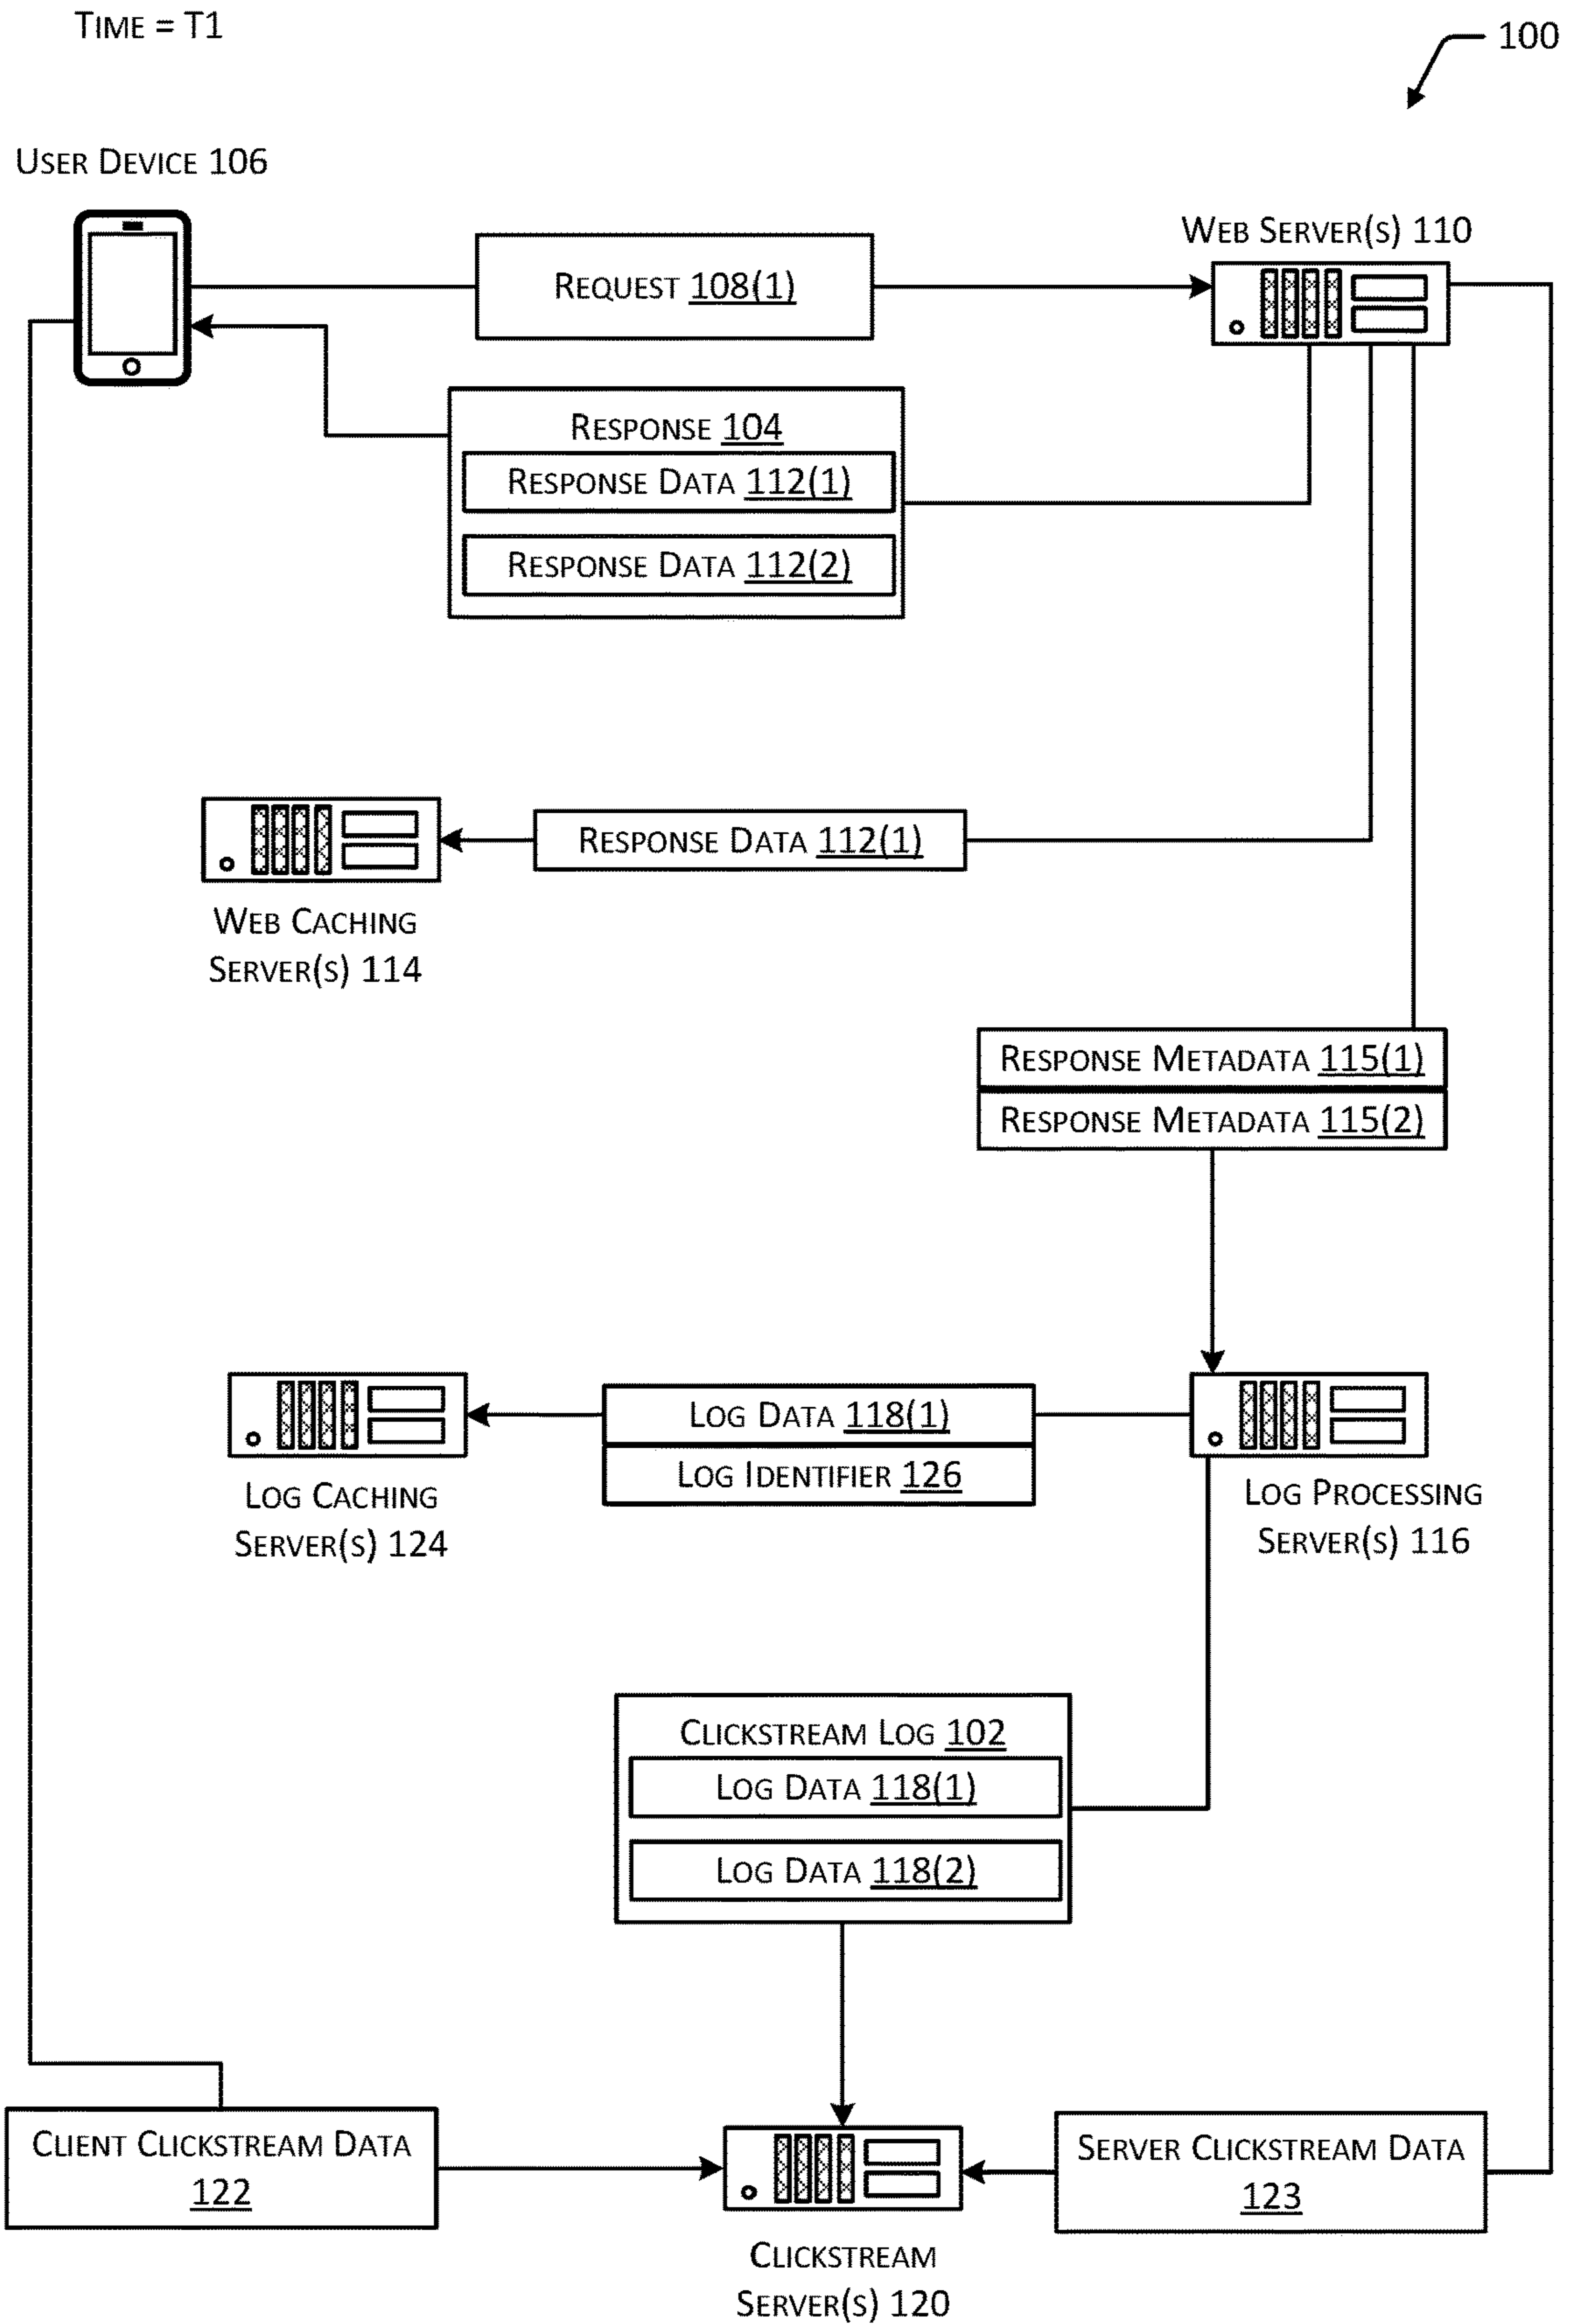 TIME = T1
100
USER DEVICE 106
WEB SERVER(S) 110
REQUEST 108(1)
RESPONSE 104
RESPONSE DATA 112(1)
RESPONSE DATA 112(2)
RESPONSE DATA 112(1)
WEB CACHING
SERVER(S) 114
RESPONSE METADATA 115(1)
RESPONSE METADATA 115(2)
LOG DATA 118(1)
LOG IDENTIFIER 126
LOG CACHING
SERVER(S) 124
LOG PROCESSING
SERVER(S) 116
CLICKSTREAM LOG 102
LOG DATA 118(1)
LOG DATA 118(2)
CLIENT CLICKSTREAM DATA
122
SERVER CLICKSTREAM DATA
123
CLICKSTREAM
SERVER(S) 120